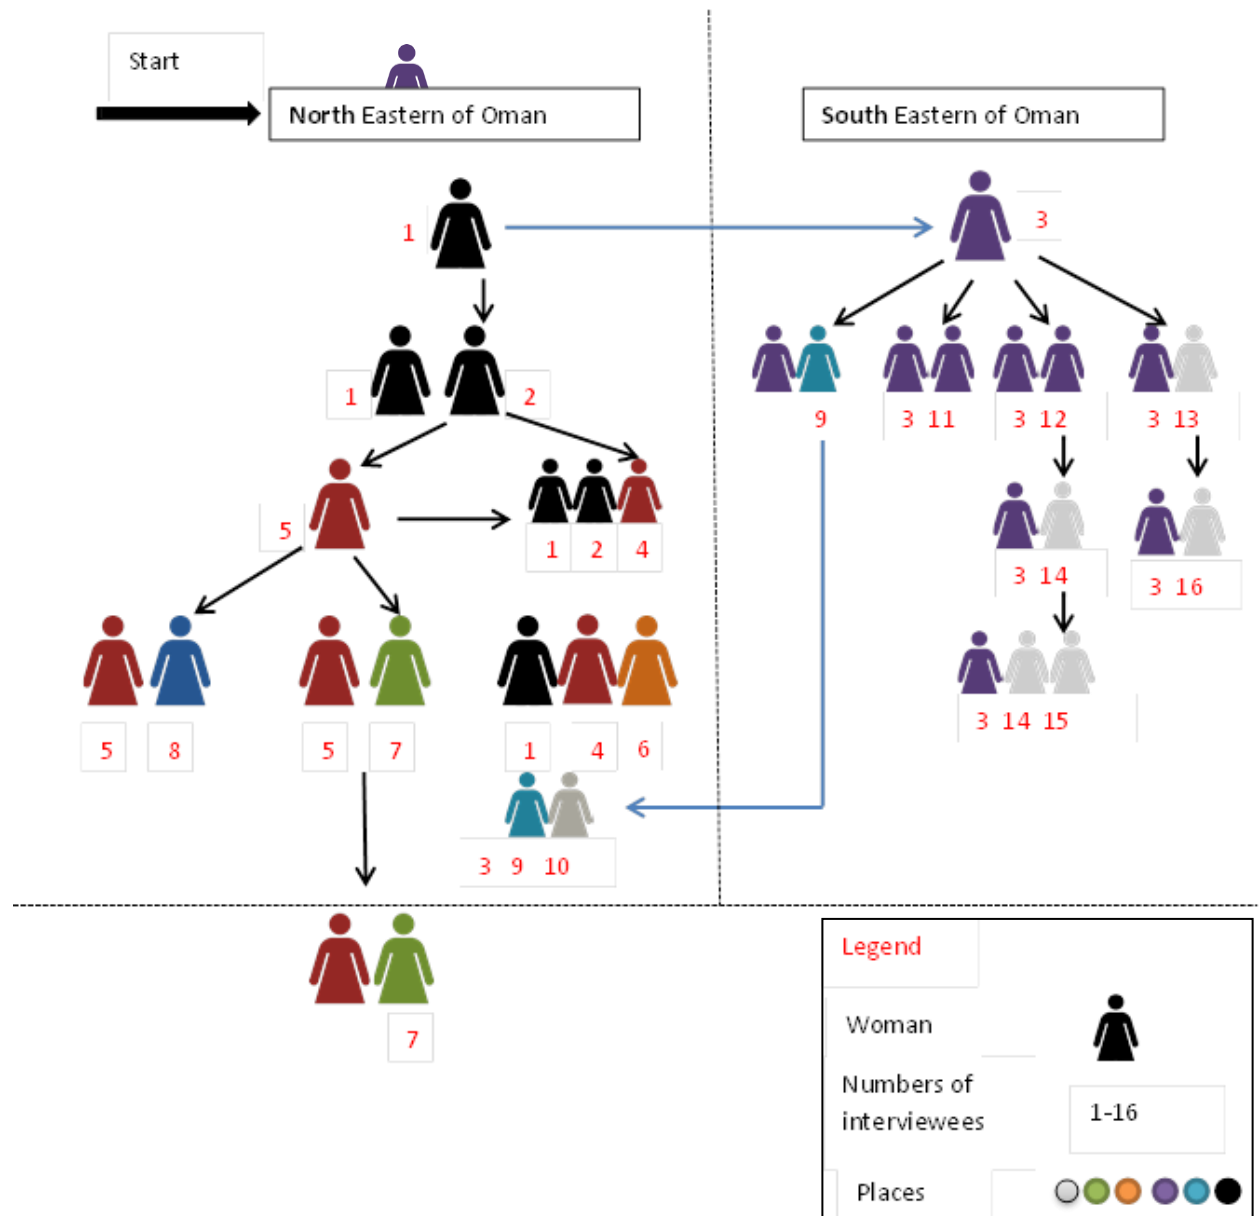 Start
North Eastern of Oman
South Eastern of Oman
1
3
1
2
9
3 11
3 12
3 13
5
1 2 4
3 14
3 16
5 8
5 7
1 4 6
3 14 15
3 9 10
7
Legend
Woman
Numbers of
interviewees
1-16
Places